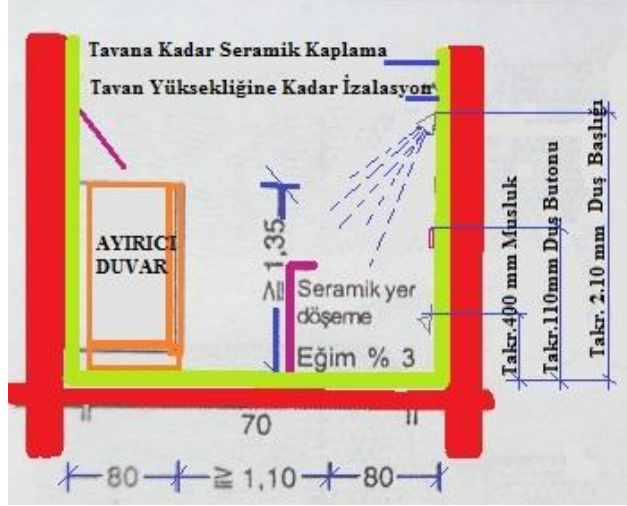 Tavana Kadar Seramik Kaplama
Tavan Yüksekliğine Kadar İzalasyon
AYIRICI
DUVAR
≧ 1,35
Seramik yer
döşeme
Eğim % 3
Takr.400 mm Musluk
Takr.110mm Duş Butonu
Takr. 2.10 mm Duş Başlığı
70
80
≧ 1,10
80